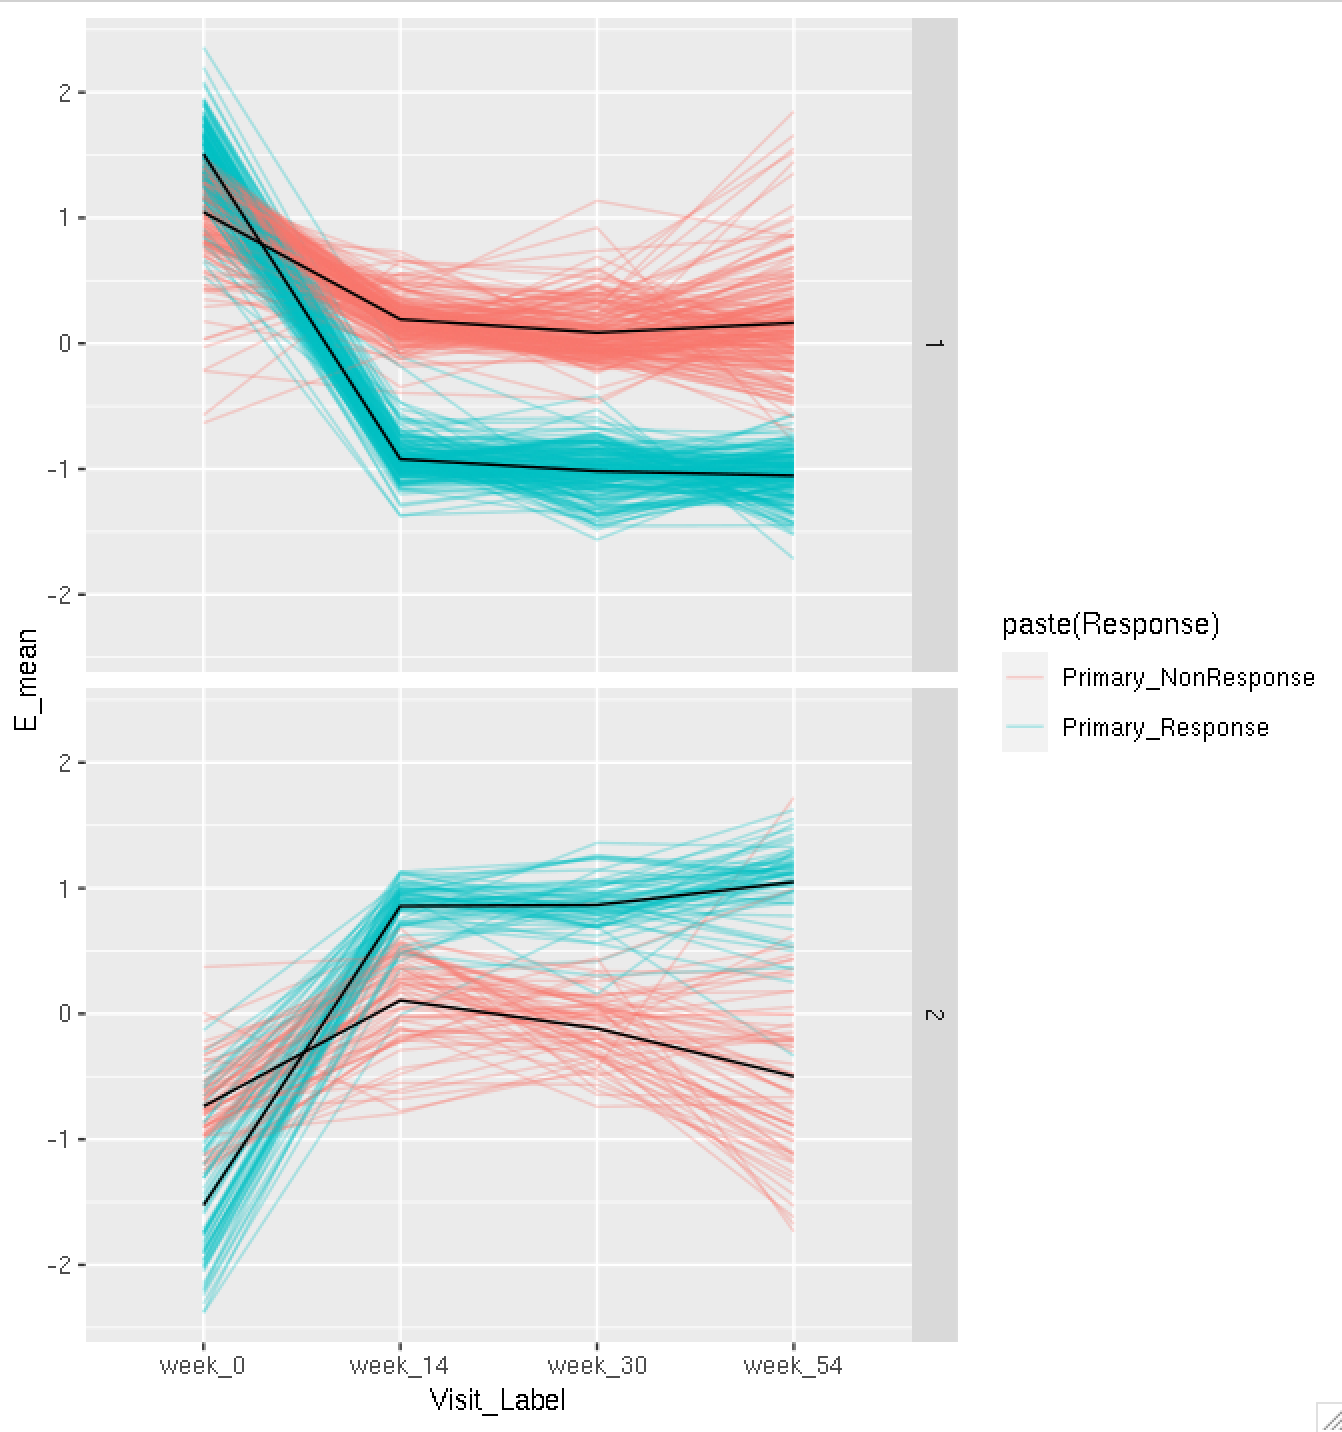 2
1
0
-1
-2
1
E_mean
2
1
0
-1
-2
2
week_0
week_14
week_30
week_54
Visit_Label
paste(Response)
Primary_NonResponse
Primary_Response